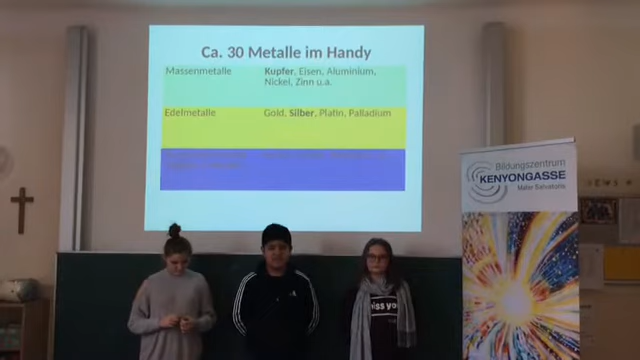 Ca. 30 Metalle im Handy
Massenmetalle
Kupfer, Eisen, Aluminium,
Nickel, Zinn u.a.
Edelmetalle
Gold, Silber, Platin, Palladium
Bildungszentrum
KENYONGASSE
Mater Salvatoris
NEWS